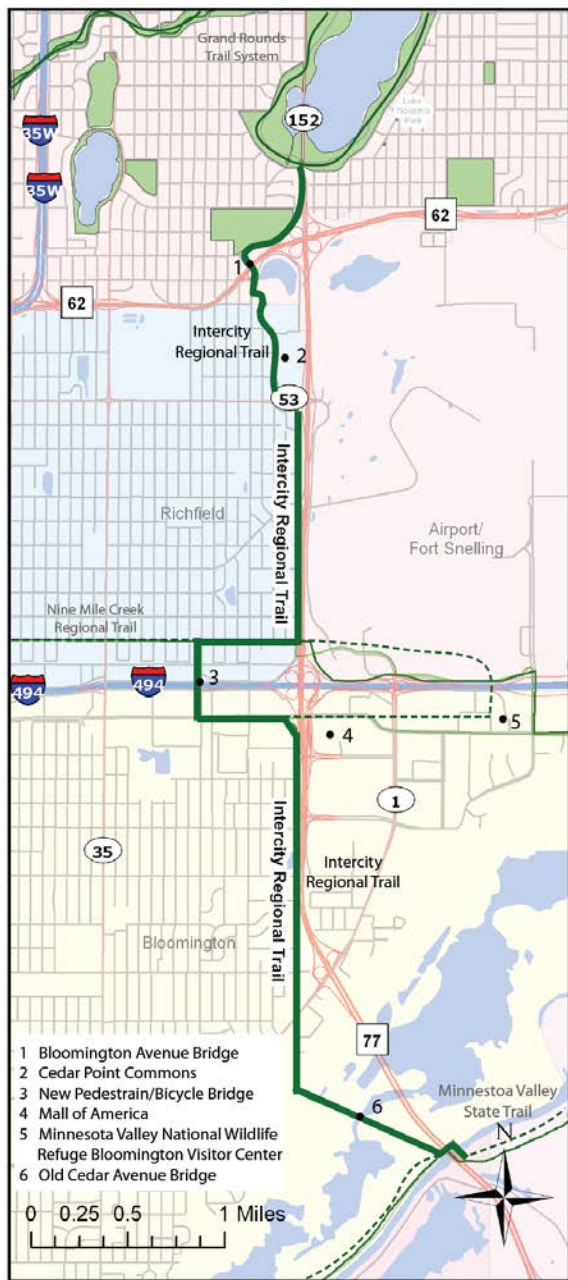 Grand Rounds
Trail System
152
35W
35W
Lake
Nokomis
Park
62
1
62
Intercity
Regional Trail
2
53
Intercity Regional Trail
Richfield
Airport/
Fort Snelling
Nine Mile Creek
Regional Trail
494
494
3
5
4
1
35
Intercity Regional Trail
Intercity
Regional Trail
Bloomington
77
6
Minnestoa Valley
State Trail
N
1 Bloomington Avenue Bridge
2 Cedar Point Commons
3 New Pedestrian/Bicycle Bridge
4 Mall of America
5 Minnesota Valley National Wildlife
Refuge Bloomington Visitor Center
6 Old Cedar Avenue Bridge
0 0.25 0.5 1 Miles